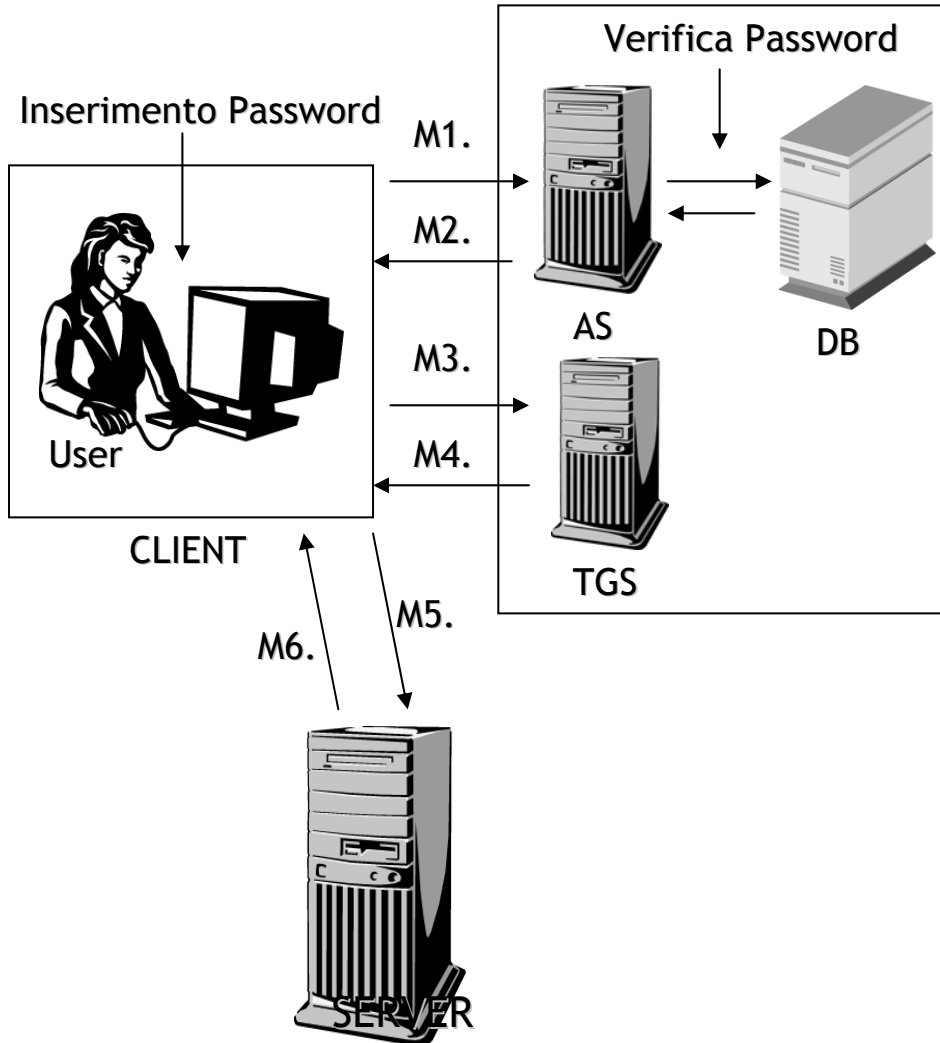 Verifica Password
Inserimento Password
M1.
M2.
AS
DB
M3.
User
M4.
CLIENT
TGS
M5.
M6.
SERVER